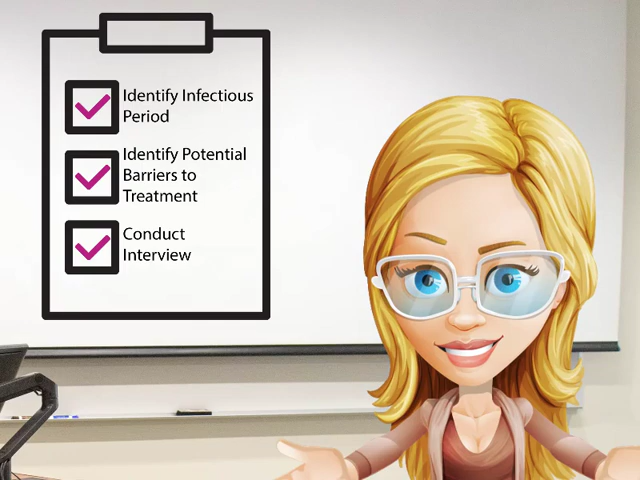 Identify Infectious
Period
Identify Potential
Barriers to
Treatment
Conduct
Interview